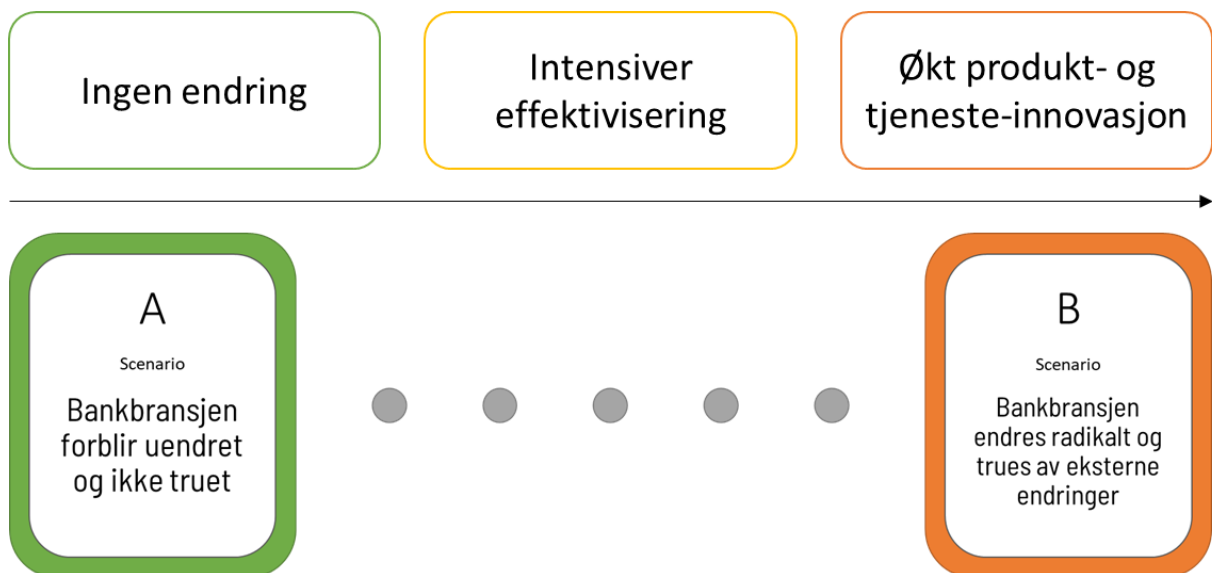 Ingen endring
Intensiver
effektivisering
Økt produkt- og
tjeneste-innovasjon
A
Scenario
Bankbransjen
forblir uendret
og ikke truet
B
Scenario
Bankbransjen
endres radikalt og
trues av eksterne
endringer